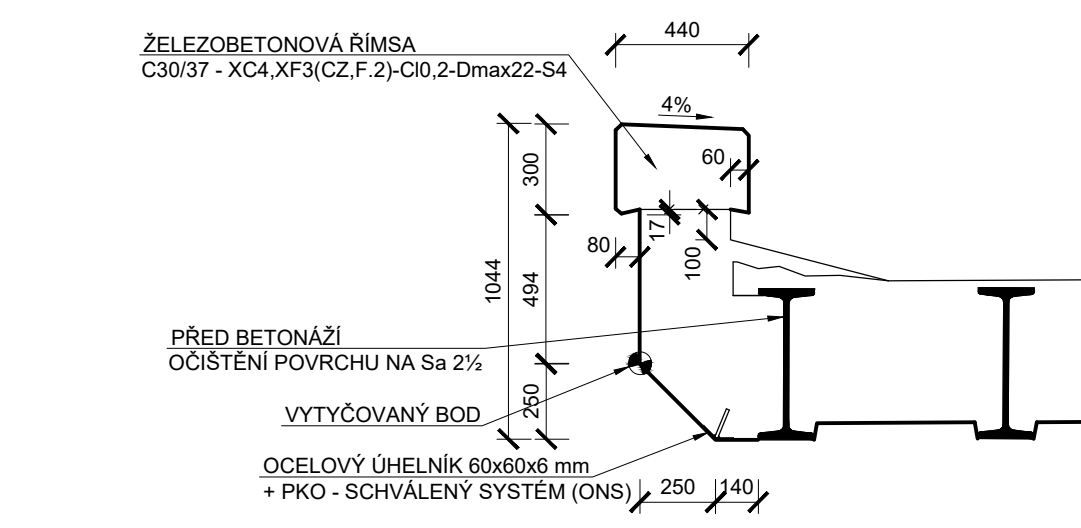 440
ŽELEZOBETONOVÁ ŘÍMSA
C30/37 - XC4,XF3(CZ,F.2)-Cl0,2-Dmax22-S4
4%
60
300
17
80
100
1044
494
PŘED BETONÁŽÍ
OČIŠTĚNÍ POVRCHU NA Sa 2½
250
VYTYČOVANÝ BOD
OCELOVÝ ÚHELNÍK 60x60x6 mm
+ PKO - SCHVÁLENÝ SYSTÉM (ONS)
250
140